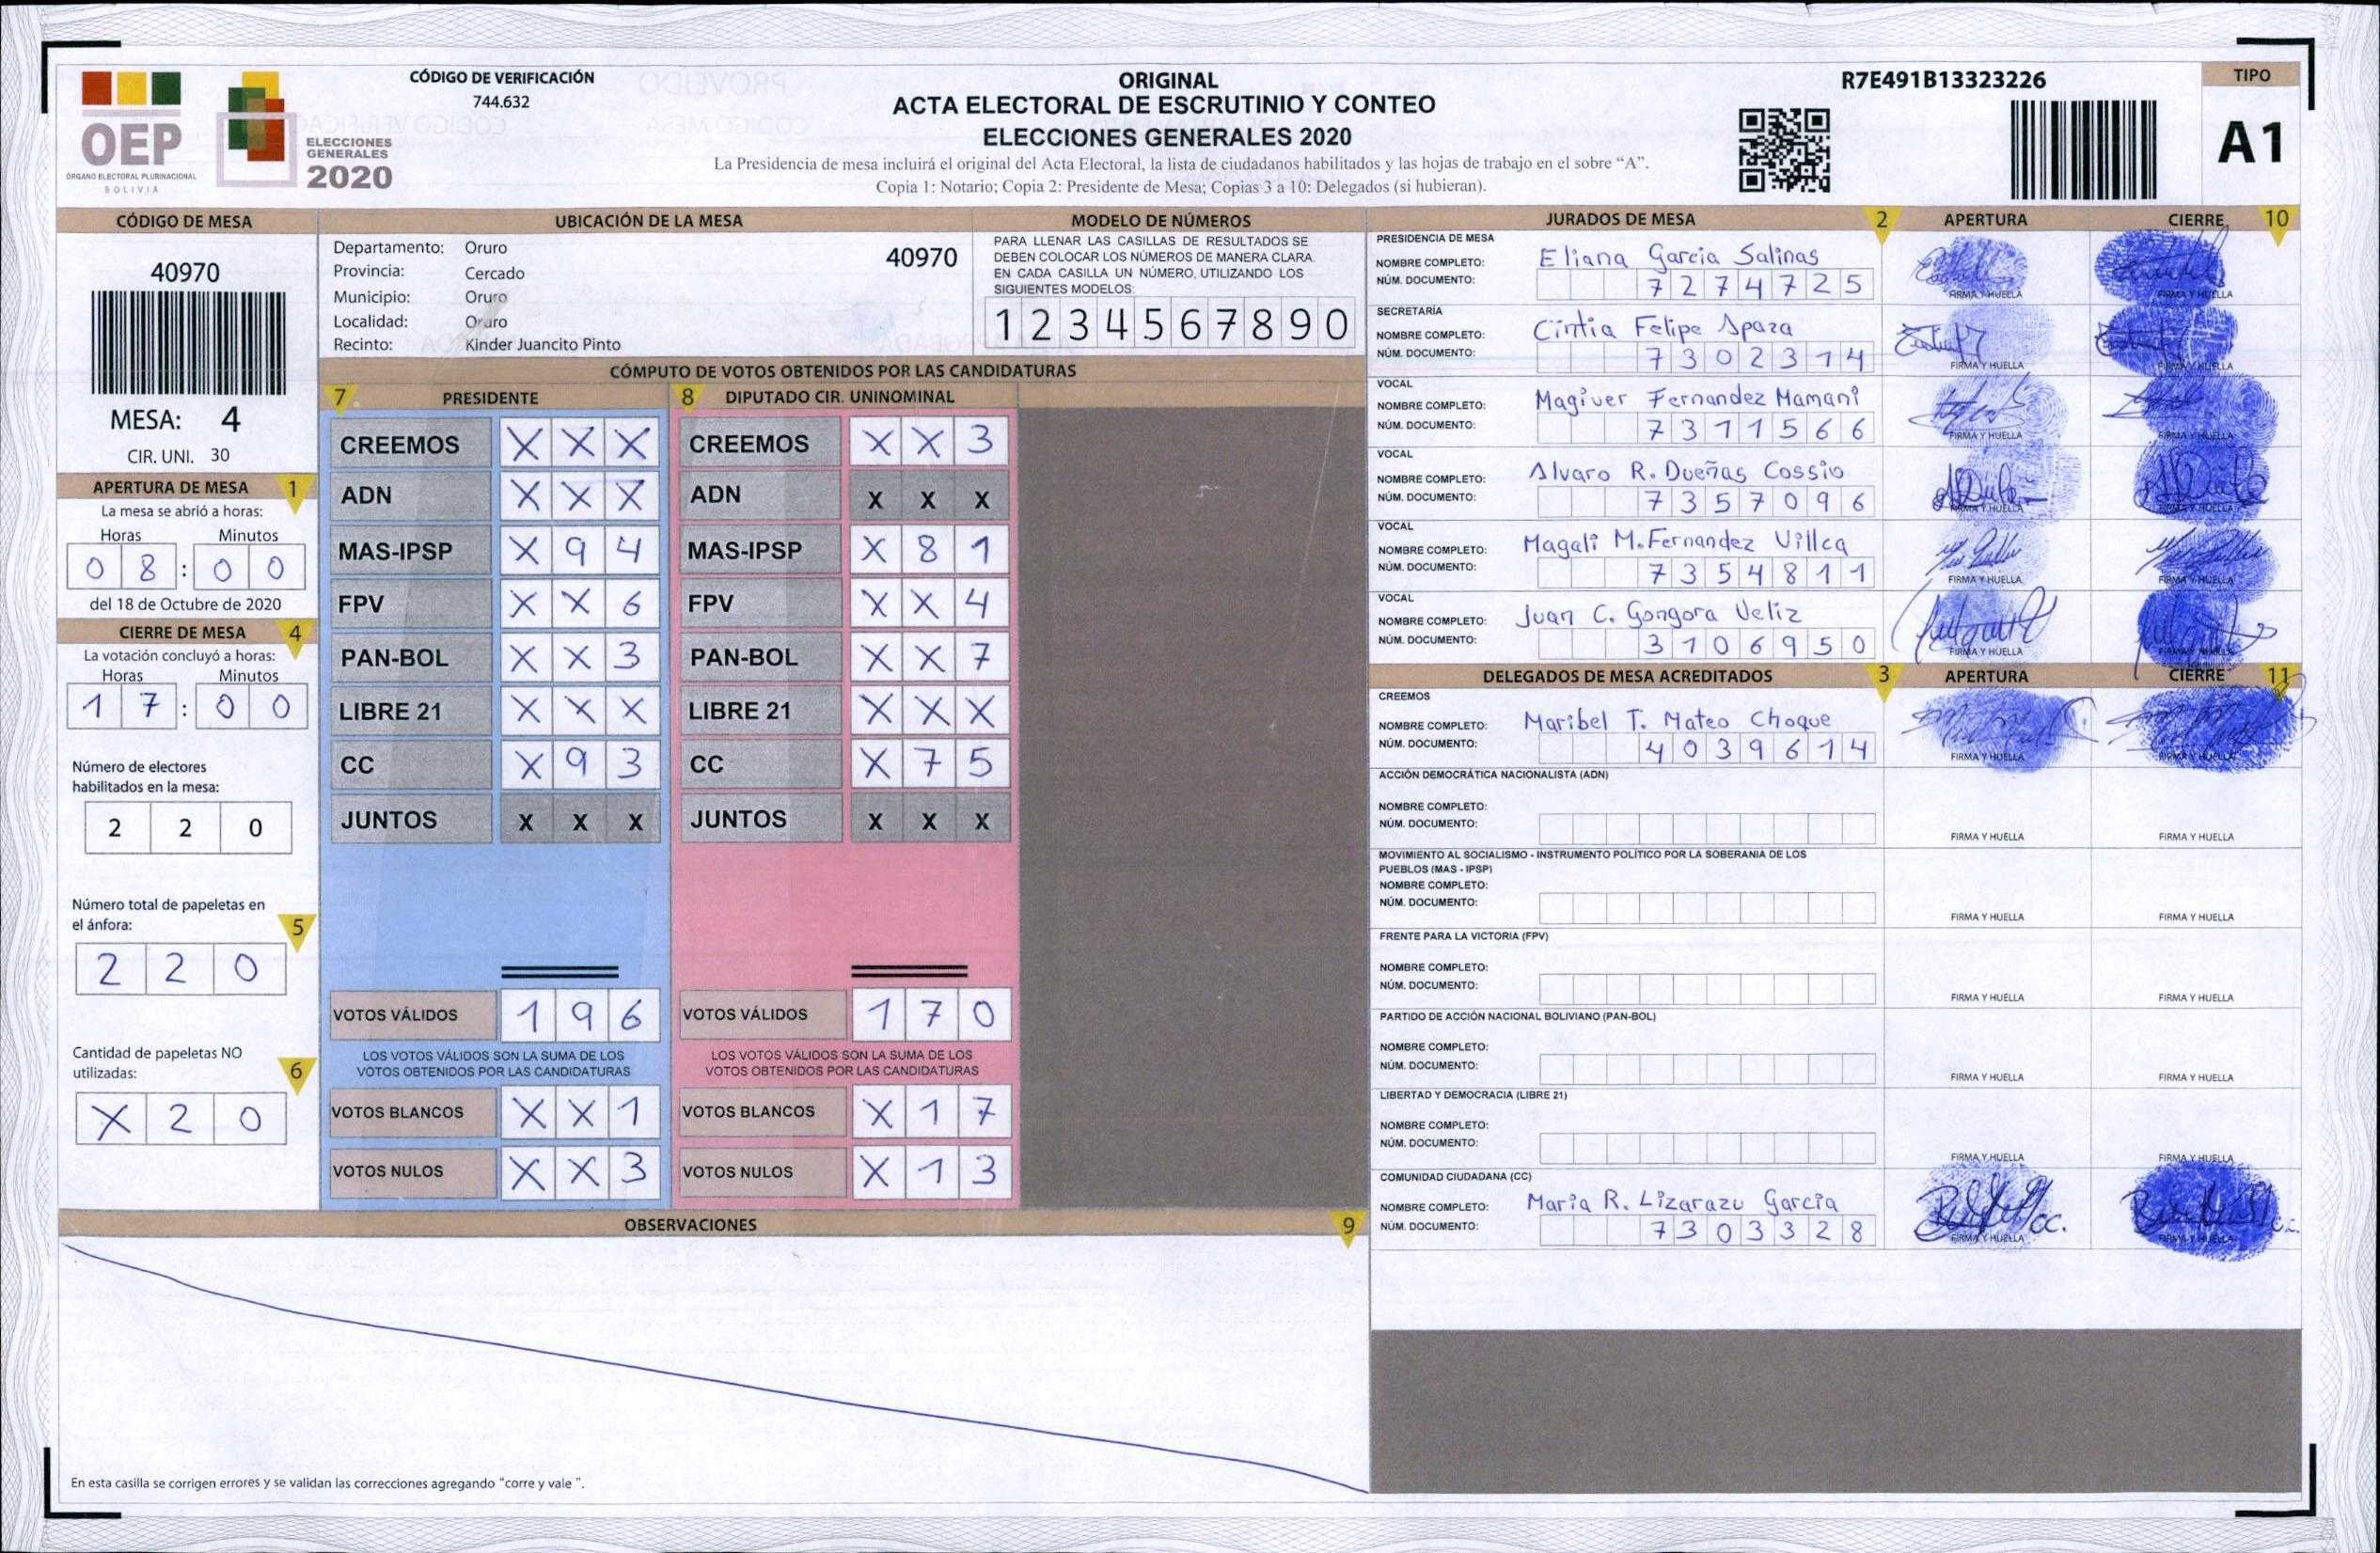 OEP
ÓRGANO ELECTORAL PLURINACIONAL
BOLIVIA
ELECCIONES
GENERALES
2020
CÓDIGO DE VERIFICACIÓN
744.632
ORIGINAL
ACTA ELECTORAL DE ESCRUTINIO Y CONTEO
ELECCIONES GENERALES 2020
La Presidencia de mesa incluirá el original del Acta Electoral, la lista de ciudadanos habilitados y las hojas de trabajo en el sobre “A”.
Copia 1: Notario; Copia 2: Presidente de Mesa; Copias 3 a 10: Delegados (si hubieran).
R7E491B13323226
TIPO
A1
CÓDIGO DE MESA
40970
MESA: 4
CIR. UNI. 30
APERTURA DE MESA 1
La mesa se abrió a horas:
Horas Minutos
0 8 : 0 0
del 18 de Octubre de 2020
CIERRE DE MESA 4
La votación concluyó a horas:
Horas Minutos
1 7 : 0 0
Número de electores
habilitados en la mesa:
2 2 0
Número total de papeletas en
el ánfora: 5
2 2 0
Cantidad de papeletas NO
utilizadas: 6
X 2 0
UBICACIÓN DE LA MESA
Departamento: Oruro 40970
Provincia: Cercado
Municipio: Oruro
Localidad: Oruro
Recinto: Kinder Juancito Pinto
MODELO DE NÚMEROS
PARA LLENAR LAS CASILLAS DE RESULTADOS SE
DEBEN COLOCAR LOS NÚMEROS DE MANERA CLARA.
EN CADA CASILLA UN NÚMERO, UTILIZANDO LOS
SIGUIENTES MODELOS:
1 2 3 4 5 6 7 8 9 0
CÓMPUTO DE VOTOS OBTENIDOS POR LAS CANDIDATURAS
7 PRESIDENTE
CREEMOS X X X
ADN X X X
MAS-IPSP X 9 4
FPV X X 6
PAN-BOL X X 3
LIBRE 21 X X X
CC X 9 3
JUNTOS X X X
VOTOS VÁLIDOS 1 9 6
LOS VOTOS VÁLIDOS SON LA SUMA DE LOS
VOTOS OBTENIDOS POR LAS CANDIDATURAS
VOTOS BLANCOS X X 1
VOTOS NULOS X X 3
8 DIPUTADO CIR. UNINOMINAL
CREEMOS X X 3
ADN X X X
MAS-IPSP X 8 1
FPV X X 4
PAN-BOL X X 7
LIBRE 21 X X X
CC X 7 5
JUNTOS X X X
VOTOS VÁLIDOS 1 7 0
LOS VOTOS VÁLIDOS SON LA SUMA DE LOS
VOTOS OBTENIDOS POR LAS CANDIDATURAS
VOTOS BLANCOS X 1 7
VOTOS NULOS X 1 3
OBSERVACIONES 9
En esta casilla se corrigen errores y se validan las correcciones agregando "corre y vale ".
JURADOS DE MESA 2 APERTURA CIERRE 10
PRESIDENCIA DE MESA
NOMBRE COMPLETO: Eliana Garcia Salinas
NÚM. DOCUMENTO: 7 2 7 4 7 2 5
FIRMA Y HUELLA FIRMA Y HUELLA
SECRETARÍA
NOMBRE COMPLETO: Cintia Felipe Apaza
NÚM. DOCUMENTO: 7 3 0 2 3 1 4
FIRMA Y HUELLA FIRMA Y HUELLA
VOCAL
NOMBRE COMPLETO: Magiver Fernandez Mamani
NÚM. DOCUMENTO: 7 3 1 1 5 6 6
FIRMA Y HUELLA FIRMA Y HUELLA
VOCAL
NOMBRE COMPLETO: Alvaro R. Dueñas Cossio
NÚM. DOCUMENTO: 7 3 5 7 0 9 6
FIRMA Y HUELLA FIRMA Y HUELLA
VOCAL
NOMBRE COMPLETO: Magali M. Fernandez Villca
NÚM. DOCUMENTO: 7 3 5 4 8 1 1
FIRMA Y HUELLA FIRMA Y HUELLA
VOCAL
NOMBRE COMPLETO: Juan C. Gongora Veliz
NÚM. DOCUMENTO: 3 1 0 6 9 5 0
FIRMA Y HUELLA FIRMA Y HUELLA
DELEGADOS DE MESA ACREDITADOS 3 APERTURA CIERRE 11
CREEMOS
NOMBRE COMPLETO: Maribel T. Mateo Choque
NÚM. DOCUMENTO: 4 0 3 9 6 1 4
FIRMA Y HUELLA FIRMA Y HUELLA
ACCIÓN DEMOCRÁTICA NACIONALISTA (ADN)
NOMBRE COMPLETO:
NÚM. DOCUMENTO:
FIRMA Y HUELLA FIRMA Y HUELLA
MOVIMIENTO AL SOCIALISMO - INSTRUMENTO POLÍTICO POR LA SOBERANIA DE LOS
PUEBLOS (MAS - IPSP)
NOMBRE COMPLETO:
NÚM. DOCUMENTO:
FIRMA Y HUELLA FIRMA Y HUELLA
FRENTE PARA LA VICTORIA (FPV)
NOMBRE COMPLETO:
NÚM. DOCUMENTO:
FIRMA Y HUELLA FIRMA Y HUELLA
PARTIDO DE ACCIÓN NACIONAL BOLIVIANO (PAN-BOL)
NOMBRE COMPLETO:
NÚM. DOCUMENTO:
FIRMA Y HUELLA FIRMA Y HUELLA
LIBERTAD Y DEMOCRACIA (LIBRE 21)
NOMBRE COMPLETO:
NÚM. DOCUMENTO:
FIRMA Y HUELLA FIRMA Y HUELLA
COMUNIDAD CIUDADANA (CC)
NOMBRE COMPLETO: Maria R. Lizarazu Garcia
NÚM. DOCUMENTO: 7 3 0 3 3 2 8
FIRMA Y HUELLA FIRMA Y HUELLA